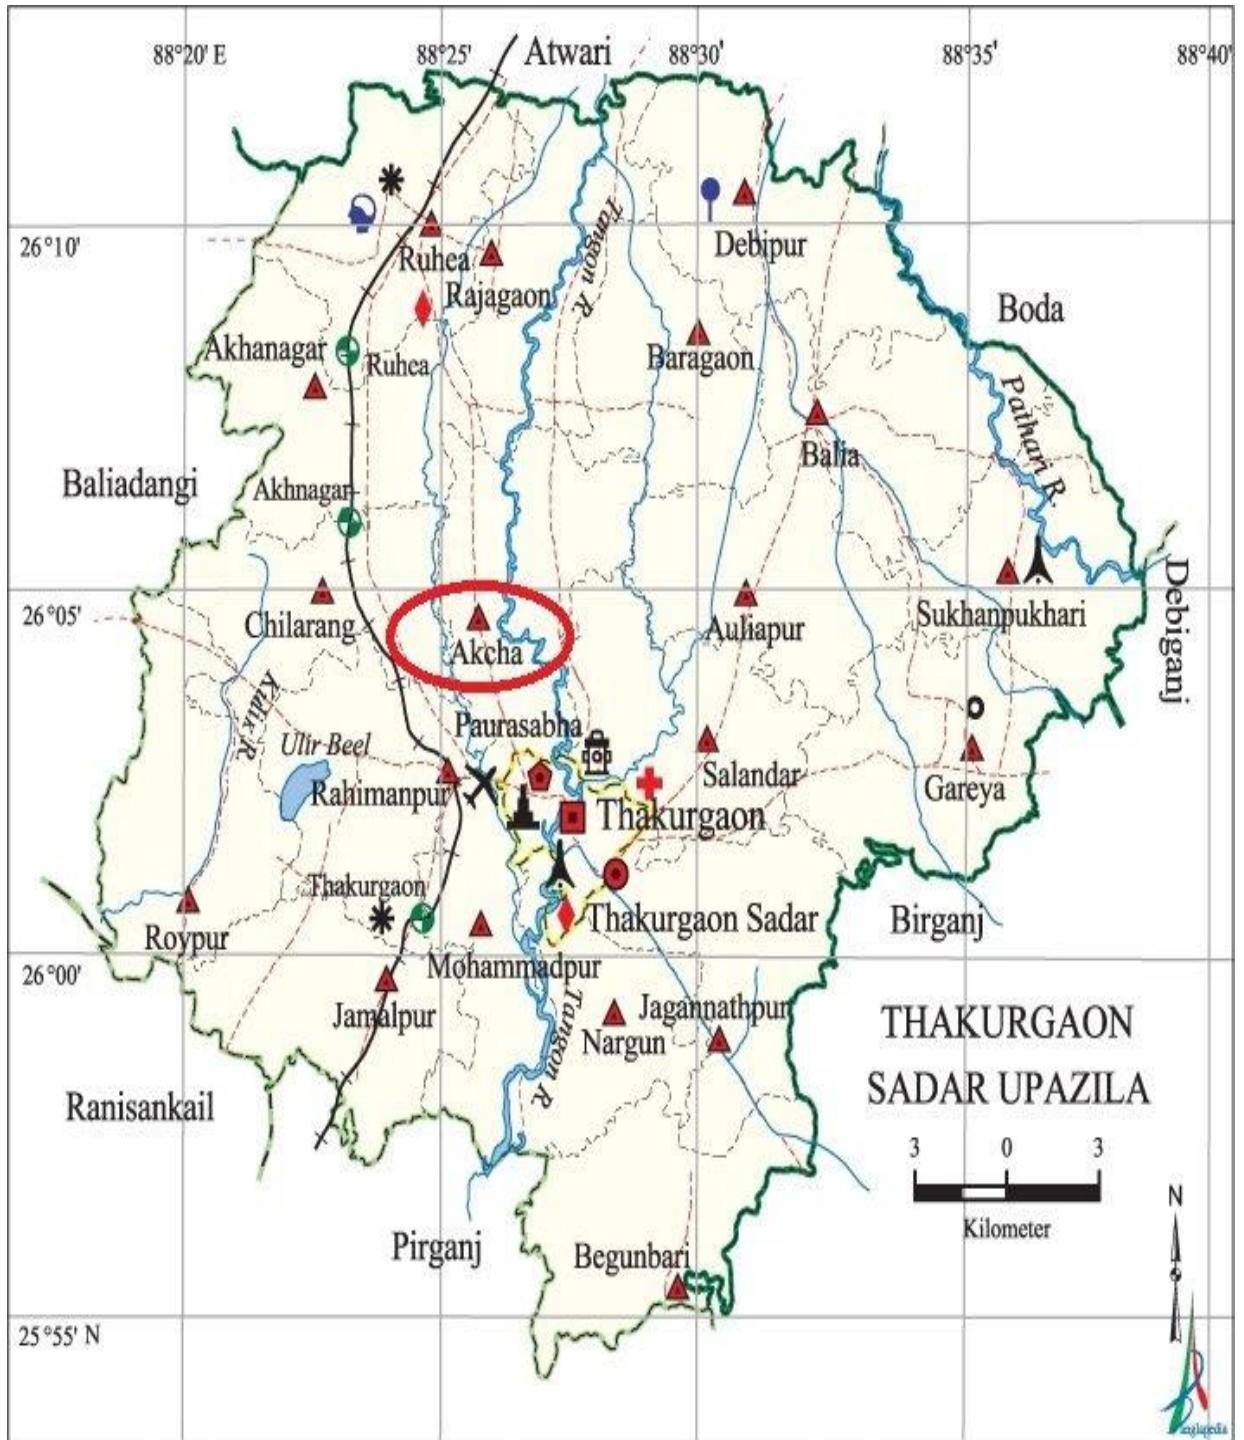 88°20' E
88°25'
Atwari
88°30'
88°35'
88°40'
26°10'
Ruhea
Rajagaon
Tangon R.
Debipur
Boda
Akhanagar
Ruhea
Baragaon
Pathari R.
Balia
Baliadangi
Akhnagar
26°05'
Chilarang
Akcha
Auliapur
Sukhanpukhari
Debiganj
Kulik R.
Ulir Beel
Paurasabha
Rahimanpur
Salandar
Gareya
Thakurgaon
Thakurgaon
Thakurgaon Sadar
Birganj
Roypur
26°00'
Mohammadpur
Jamalpur
Tangon R
Nargun
Jagannathpur
THAKURGAON
SADAR UPAZILA
Ranisankail
3 0 3
Kilometer
N
Pirganj
Begunbari
25°55' N
anglapedia